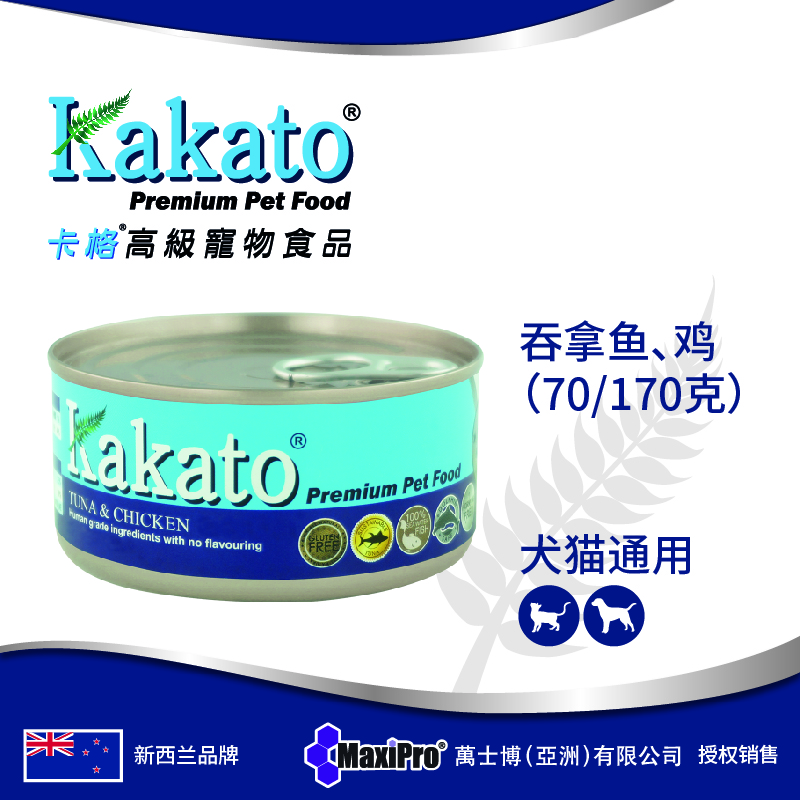 Kakato®
Premium Pet Food
卡格®高級寵物食品
吞拿鱼、鸡
（70/170克）
Kakato®
Premium Pet Food
TUNA & CHICKEN
Human grade ingredients with no flavouring
GLUTEN
FREE
100%
FISH
犬猫通用
新西兰品牌
MaxiPro®
萬士博（亞洲）有限公司
授权销售